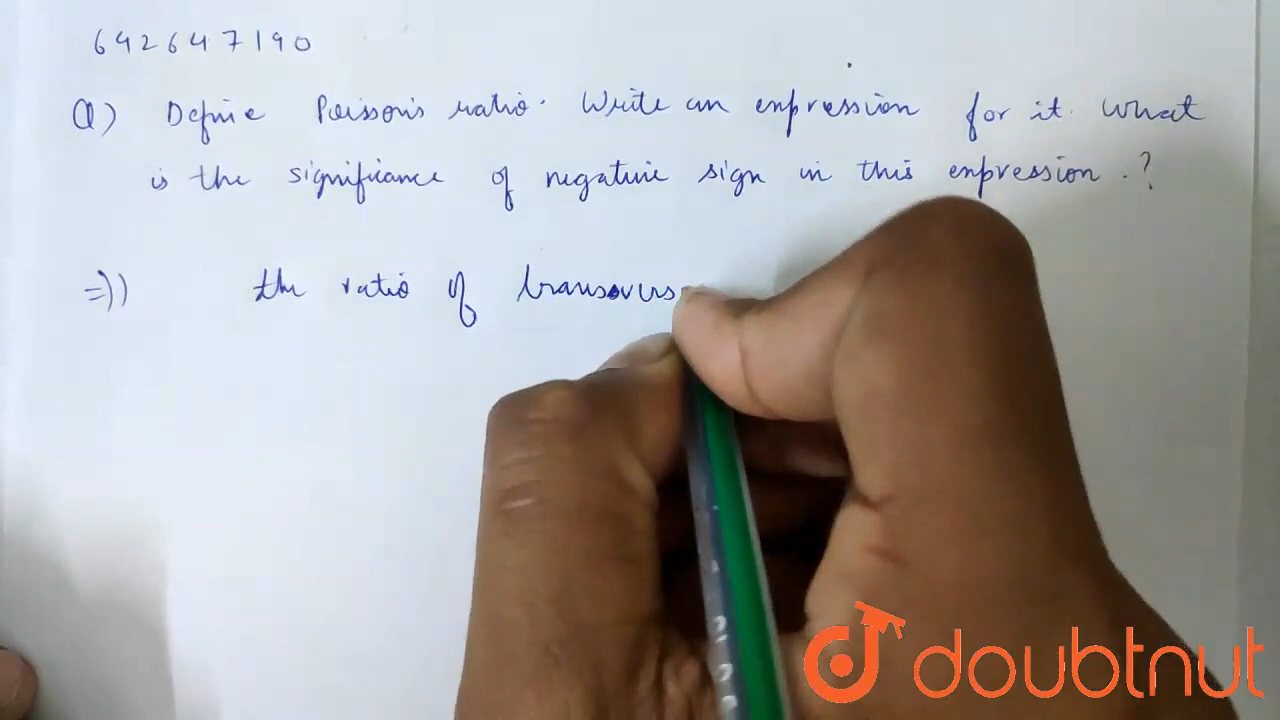 642647190
Q) Define Poisson's ratio. Write an expression for it. What
is the significance of negative sign in this expression.?
=)) the ratio of transvers
doubtnut